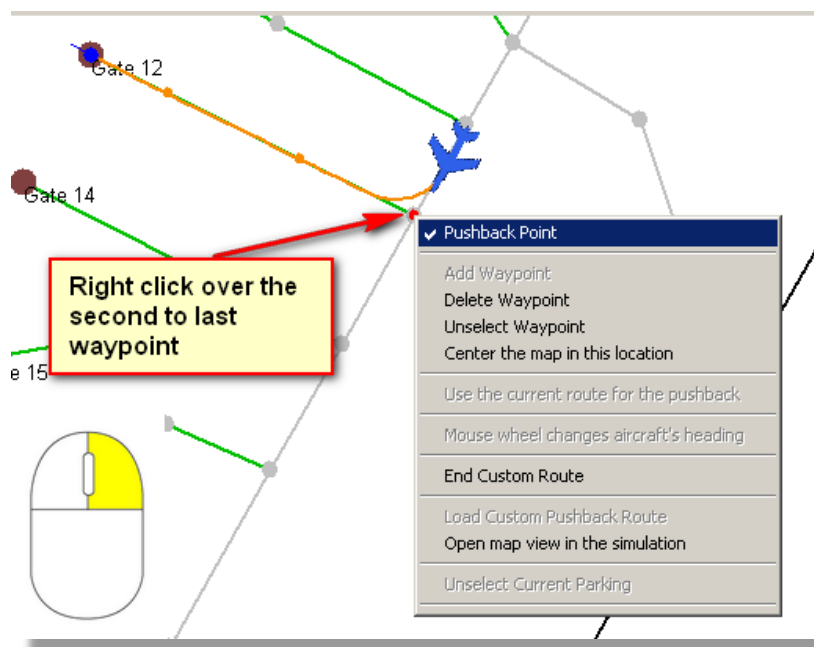 Gate 12
Gate 14
Pushback Point
Right click over the
second to last
waypoint
Add Waypoint
Delete Waypoint
Unselect Waypoint
Center the map in this location
e 15
Use the current route for the pushback
Mouse wheel changes aircraft's heading
End Custom Route
Load Custom Pushback Route
Open map view in the simulation
Unselect Current Parking